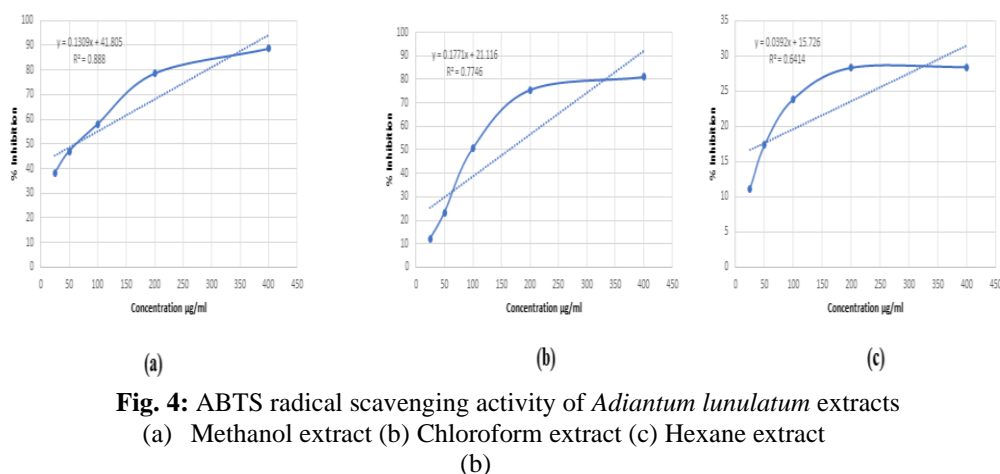 100
90
80
70
60
50
40
30
20
10
0
y = 0.1309x + 41.805
R² = 0.888
% Inhibition
0 50 100 150 200 250 300 350 400 450
Concentration µg/ml
(a)
100
90
80
70
60
50
40
30
20
10
0
y = 0.1771x + 21.116
R² = 0.7746
% Inhibition
0 50 100 150 200 250 300 350 400 450
Concentration µg/ml
(b)
35
30
25
20
15
10
5
0
y = 0.0392x + 15.726
R² = 0.6414
% Inhibition
0 50 100 150 200 250 300 350 400 450
Concentration µg/ml
(c)
Fig. 4: ABTS radical scavenging activity of Adiantum lunulatum extracts
(a) Methanol extract (b) Chloroform extract (c) Hexane extract
(b)